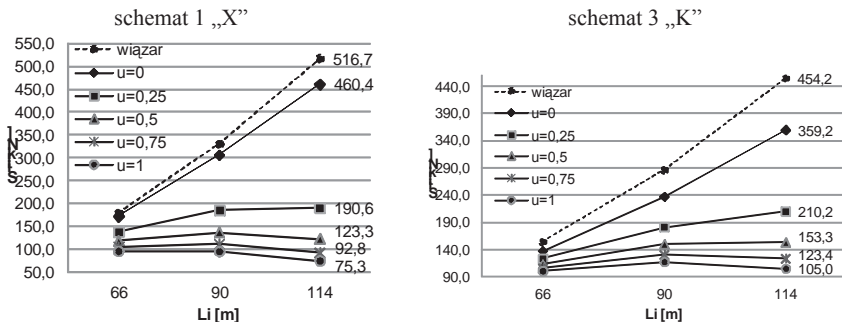 schemat 1 „X”
550,0
500,0
450,0
400,0
350,0
300,0
250,0
200,0
150,0
100,0
50,0
wiązar
u=0
u=0,25
u=0,5
u=0,75
u=1
516,7
460,4
190,6
123,3
92,8
75,3
66 90 114
Li [m]
schemat 3 „K”
440,0
390,0
340,0
290,0
240,0
190,0
140,0
90,0
wiązar
u=0
u=0,25
u=0,5
u=0,75
u=1
454,2
359,2
210,2
153,3
123,4
105,0
66 90 114
Li [m]